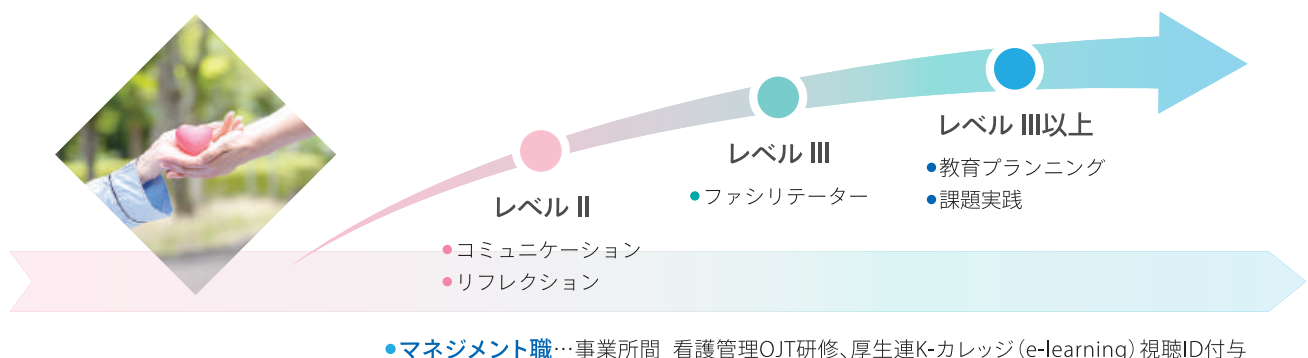 レベル Ⅱ
●コミュニケーション
●リフレクション
レベル Ⅲ
●ファシリテーター
レベル Ⅲ以上
●教育プランニング
●課題実践
●マネジメント職…事業所間 看護管理OJT研修、厚生連K-カレッジ(e-learning)視聴ID付与